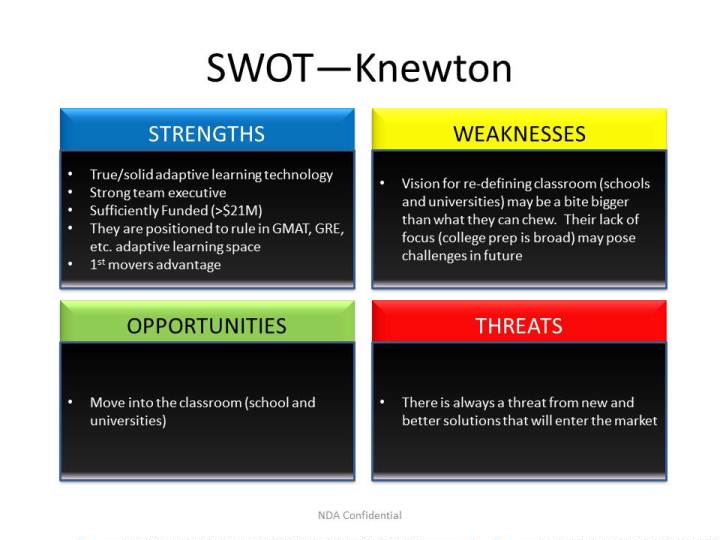 SWOT—Knewton
STRENGTHS
• True/solid adaptive learning technology
• Strong team executive
• Sufficiently Funded (>$21M)
• They are positioned to rule in GMAT, GRE,
etc. adaptive learning space
• 1st movers advantage
WEAKNESSES
• Vision for re-defining classroom (schools
and universities) may be a bite bigger
than what they can chew. Their lack of
focus (college prep is broad) may pose
challenges in future
OPPORTUNITIES
• Move into the classroom (school and
universities)
THREATS
• There is always a threat from new and
better solutions that will enter the market
NDA Confidential